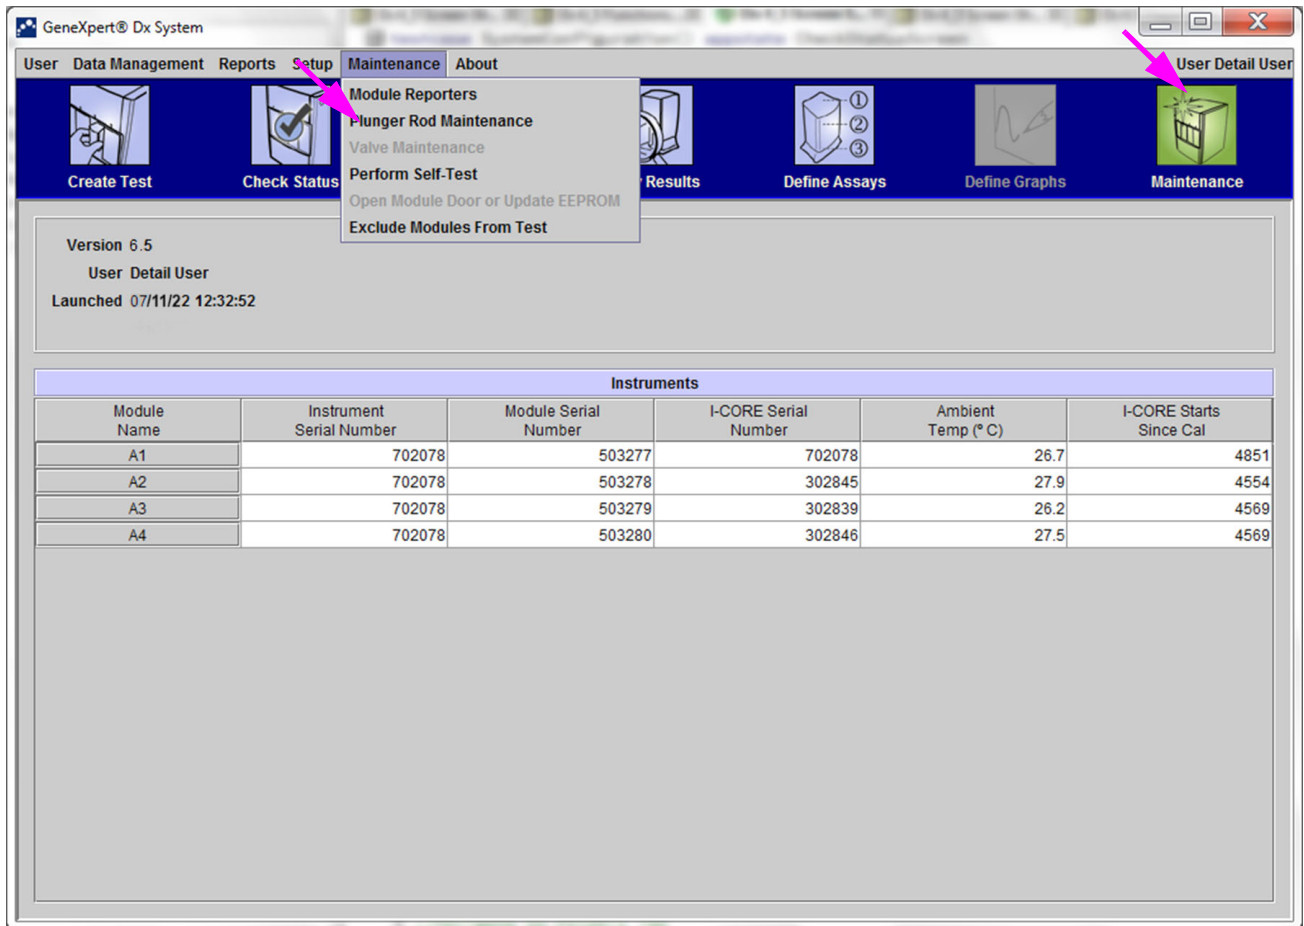 GeneXpert® Dx System
User Data Management Reports Setup Maintenance About User Detail User
Module Reporters
Plunger Rod Maintenance
Valve Maintenance
Perform Self-Test
Open Module Door or Update EEPROM
Exclude Modules From Test
Create Test Check Status Results Define Assays Define Graphs Maintenance
① ② ③
Version 6.5
User Detail User
Launched 07/11/22 12:32:52
Instruments
Module Name Instrument Serial Number Module Serial Number I-CORE Serial Number Ambient Temp (° C) I-CORE Starts Since Cal
A1 702078 503277 702078 26.7 4851
A2 702078 503278 302845 27.9 4554
A3 702078 503279 302839 26.2 4569
A4 702078 503280 302846 27.5 4569